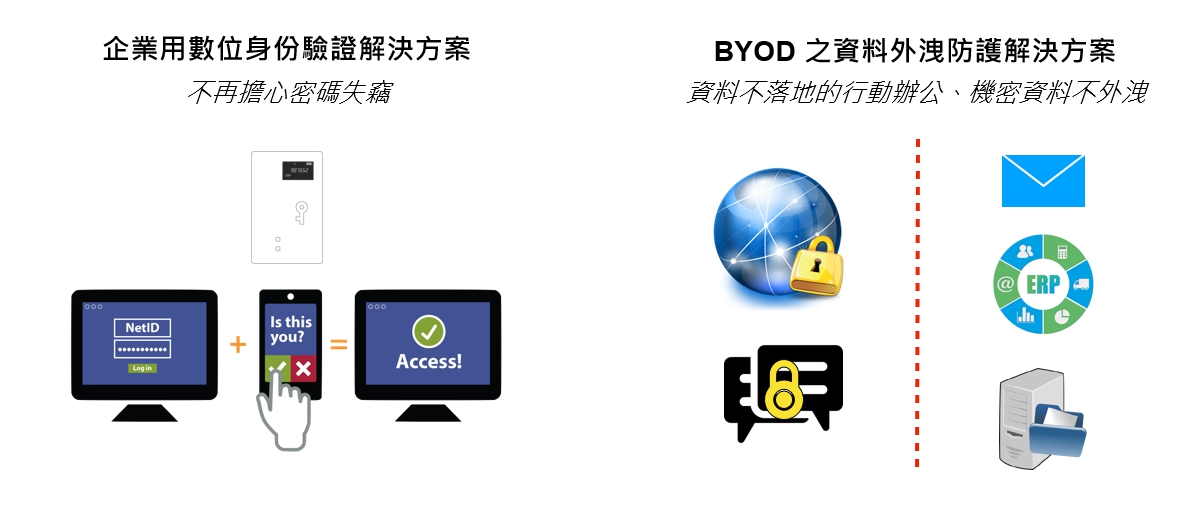 企業用數位身份驗證解決方案
不再擔心密碼失竊
987652
NetID
Log in
+
Is this
you?
=
Access!
BYOD 之資料外洩防護解決方案
資料不落地的行動辦公、機密資料不外洩
@
ERP